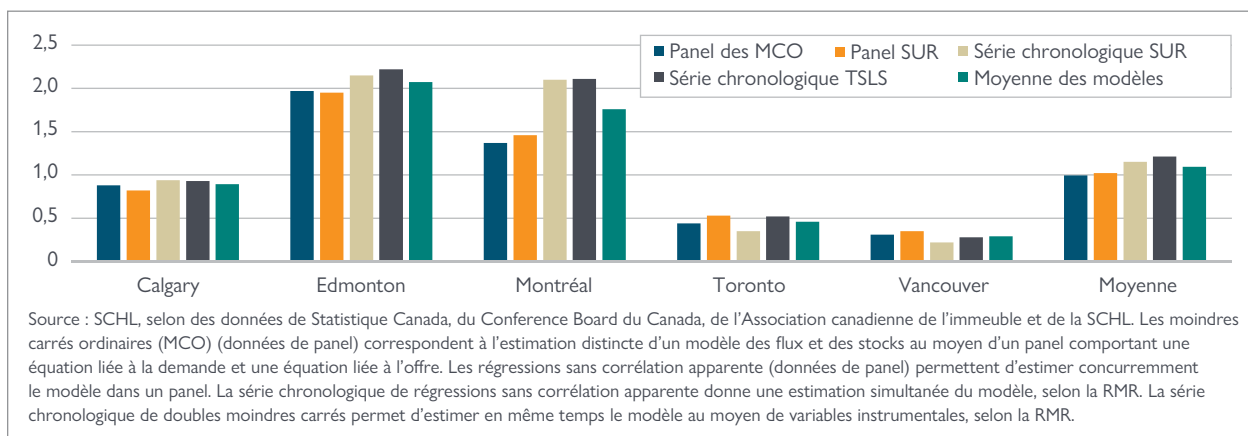 2,5
2,0
1,5
1,0
0,5
0
Panel des MCO Panel SUR Série chronologique SUR
Série chronologique TSLS Moyenne des modèles
Calgary Edmonton Montréal Toronto Vancouver Moyenne
Source : SCHL, selon des données de Statistique Canada, du Conference Board du Canada, de l’Association canadienne de l’immeuble et de la SCHL. Les moindres
carrés ordinaires (MCO) (données de panel) correspondent à l’estimation distincte d’un modèle des flux et des stocks au moyen d’un panel comportant une
équation liée à la demande et une équation liée à l’offre. Les régressions sans corrélation apparente (données de panel) permettent d’estimer concurremment
le modèle dans un panel. La série chronologique de régressions sans corrélation apparente donne une estimation simultanée du modèle, selon la RMR. La série
chronologique de doubles moindres carrés permet d’estimer en même temps le modèle au moyen de variables instrumentales, selon la RMR.